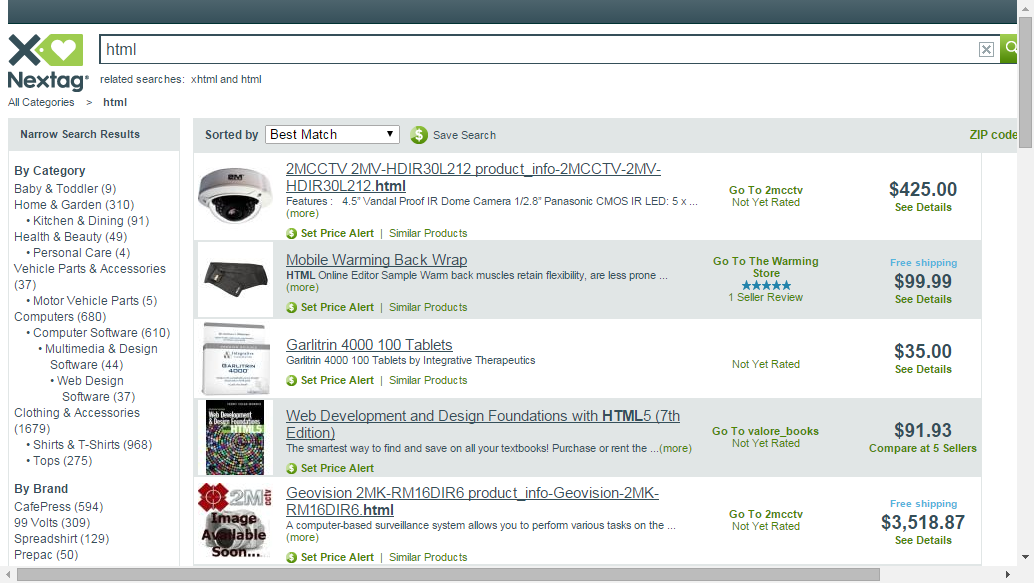 html
Nextag
related searches: xhtml and html
All Categories > html
Narrow Search Results
By Category
Baby & Toddler (9)
Home & Garden (310)
• Kitchen & Dining (91)
Health & Beauty (49)
• Personal Care (4)
Vehicle Parts & Accessories
(37)
• Motor Vehicle Parts (5)
Computers (680)
• Computer Software (610)
• Multimedia & Design
Software (44)
• Web Design
Software (37)
Clothing & Accessories
(1679)
• Shirts & T-Shirts (968)
• Tops (275)
By Brand
CafePress (594)
99 Volts (309)
Spreadshirt (129)
Prepac (50)
Sorted by Best Match $ Save Search ZIP code
2MCCTV 2MV-HDIR30L212 product_info-2MCCTV-2MV-
HDIR30L212.html
Features : 4.5" Vandal Proof IR Dome Camera 1/2.8" Panasonic CMOS IR LED: 5 x ...
(more)
Set Price Alert | Similar Products
Go To 2mcctv
Not Yet Rated
$425.00
See Details
Mobile Warming Back Wrap
HTML Online Editor Sample Warm back muscles retain flexibility, are less prone ...
(more)
Set Price Alert | Similar Products
Go To The Warming
Store
1 Seller Review
Free shipping
$99.99
See Details
Integrative
GARLITRIN
4000
Garlitrin 4000 100 Tablets
Garlitrin 4000 100 Tablets by Integrative Therapeutics
Set Price Alert | Similar Products
Not Yet Rated
$35.00
See Details
Web Development
& Design Foundations
with HTML5
Web Development and Design Foundations with HTML5 (7th
Edition)
The smartest way to find and save on all your textbooks! Purchase or rent the ...(more)
Set Price Alert
Go To valore_books
Not Yet Rated
$91.93
Compare at 5 Sellers
2M cctv
Image
Available
Soon...
Geovision 2MK-RM16DIR6 product_info-Geovision-2MK-
RM16DIR6.html
A computer-based surveillance system allows you to perform various tasks on the ...
(more)
Set Price Alert | Similar Products
Go To 2mcctv
Not Yet Rated
Free shipping
$3,518.87
See Details